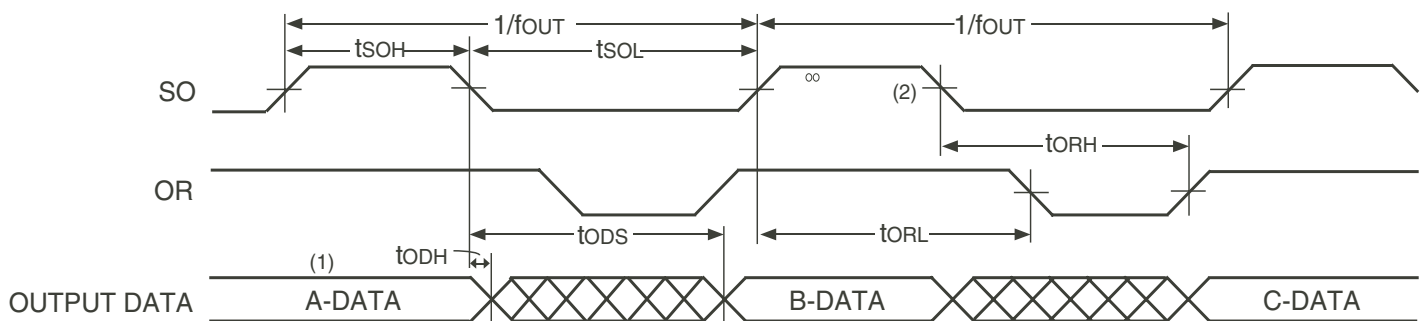 1/fOUT 1/fOUT
tSOH tSOL
SO ∞ (2)
tORH
OR
tODS tORL
tODH
(1)
OUTPUT DATA A-DATA B-DATA C-DATA